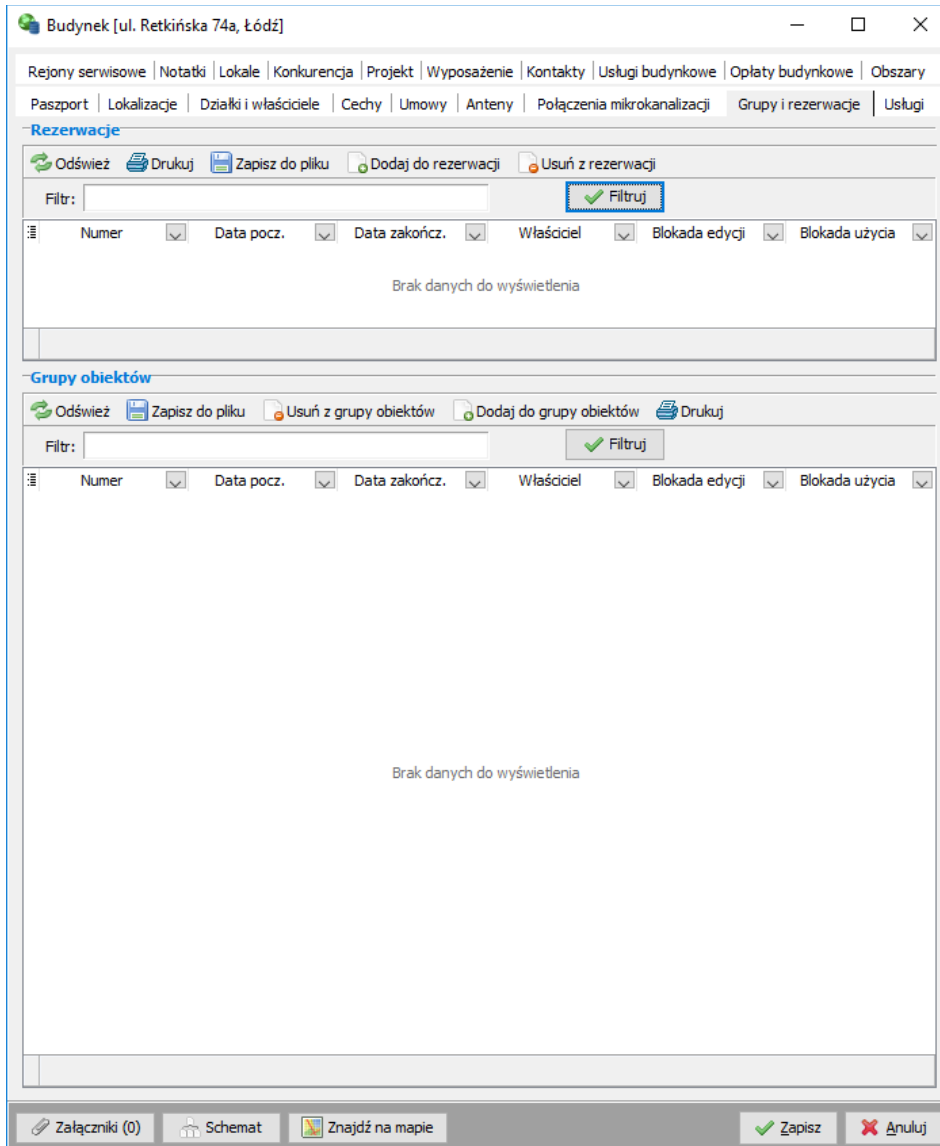 Budynek [ul. Retkińska 74a, Łódź]
Rejony serwisowe Notatki Lokale Konkurencja Projekt Wyposażenie Kontakty Usługi budynkowe Opłaty budynkowe Obszary
Paszport Lokalizacje Działki i właściciele Cechy Umowy Anteny Połączenia mikrokanalizacji Grupy i rezerwacje Usługi
Rezerwacje
Odśwież Drukuj Zapisz do pliku Dodaj do rezerwacji Usuń z rezerwacji
Filtr: Filtruj
Numer Data pocz. Data zakończ. Właściciel Blokada edycji Blokada użycia
Brak danych do wyświetlenia
Grupy obiektów
Odśwież Zapisz do pliku Usuń z grupy obiektów Dodaj do grupy obiektów Drukuj
Filtr: Filtruj
Numer Data pocz. Data zakończ. Właściciel Blokada edycji Blokada użycia
Brak danych do wyświetlenia
Załączniki (0) Schemat Znajdź na mapie Zapisz Anuluj